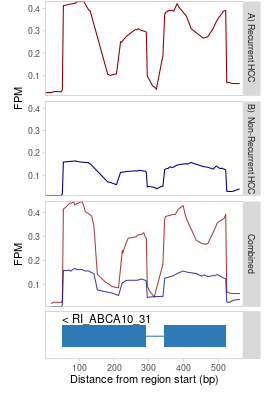 0.4
0.3
0.2
0.1
FPM
A) Recurrent HCC
0.4
0.3
0.2
0.1
FPM
B) Non-Recurrent HCC
0.4
0.3
0.2
0.1
FPM
Combined
< RI_ABCA10_31
100 200 300 400 500
Distance from region start (bp)